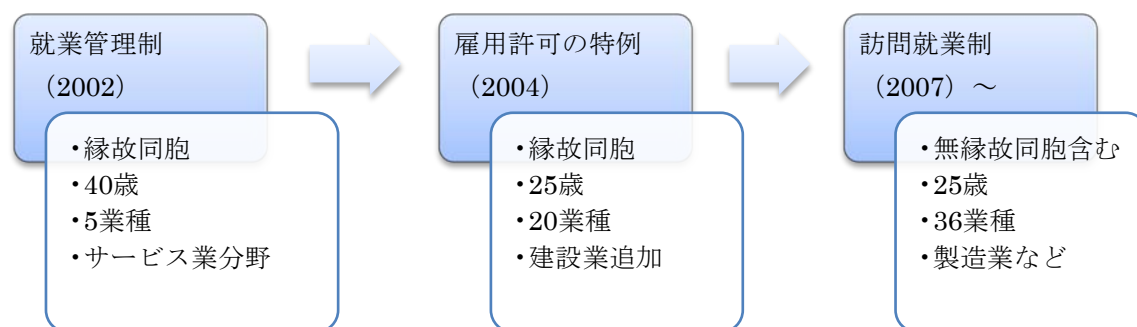 就業管理制
（2002）
・縁故同胞
・40歳
・5業種
・サービス業分野
雇用許可の特例
（2004）
・縁故同胞
・25歳
・20業種
・建設業追加
訪問就業制
（2007）～
・無縁故同胞含む
・25歳
・36業種
・製造業など